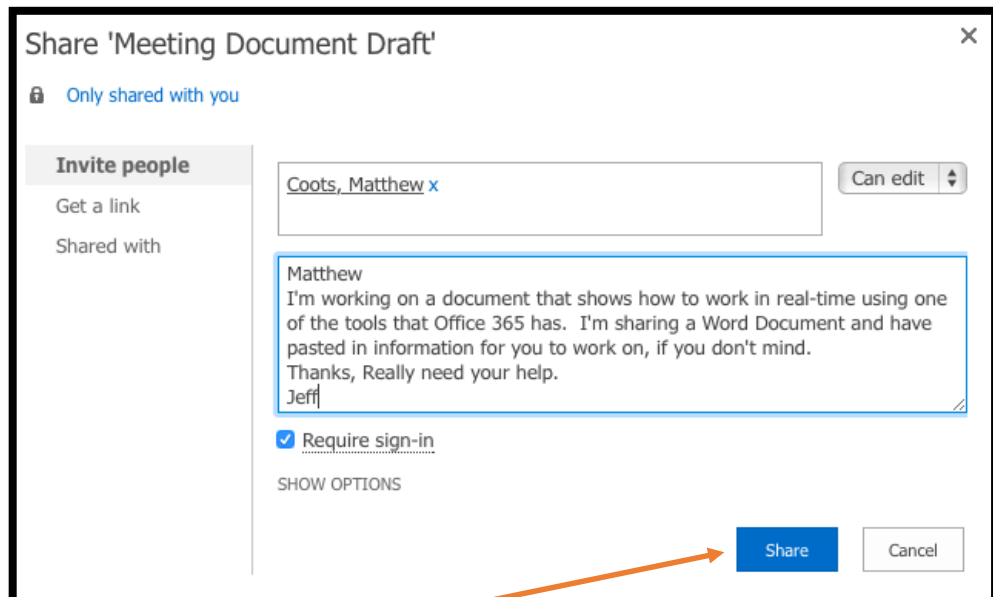 Share 'Meeting Document Draft'
Only shared with you
Invite people
Get a link
Shared with
Coots, Matthew x
Can edit
Matthew
I'm working on a document that shows how to work in real-time using one
of the tools that Office 365 has.  I'm sharing a Word Document and have
pasted in information for you to work on, if you don't mind.
Thanks, Really need your help.
Jeff
Require sign-in
SHOW OPTIONS
Share
Cancel